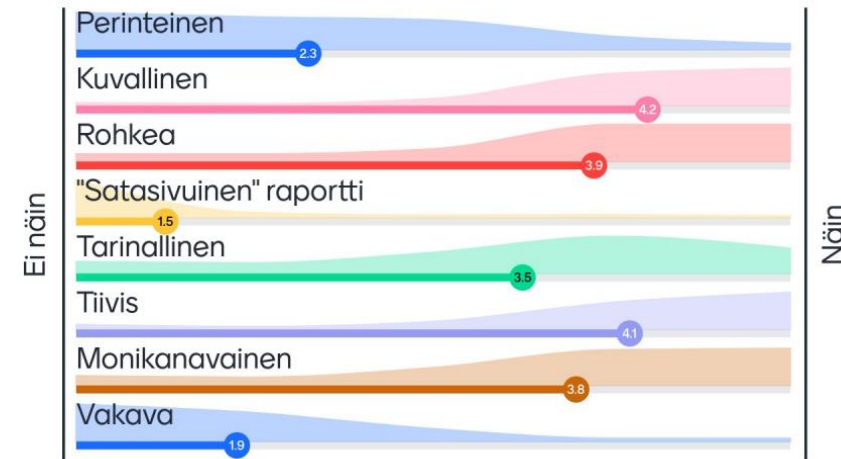 Perinteinen
2.3
Kuvallinen
4.2
Rohkea
3.9
"Satasivuinen" raportti
1.5
Tarinallinen
3.5
Tiivis
4.1
Monikanavainen
3.8
Vakava
1.9
Ei näin
Näin